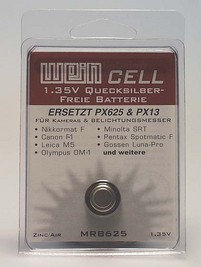 Wein CELL
1.35V Quecksilber-
Freie Batterie
ERSETZT PX625 & PX13
FÜR KAMERAS & BELICHTUNGSMESSER
• Nikkormat F • Minolta SRT
• Canon F1 • Pentax Spotmatic F
• Leica M5 • Gossen Luna-Pro
• Olympus OM-1 und weitere
Zinc/Air MRB625 1.35V